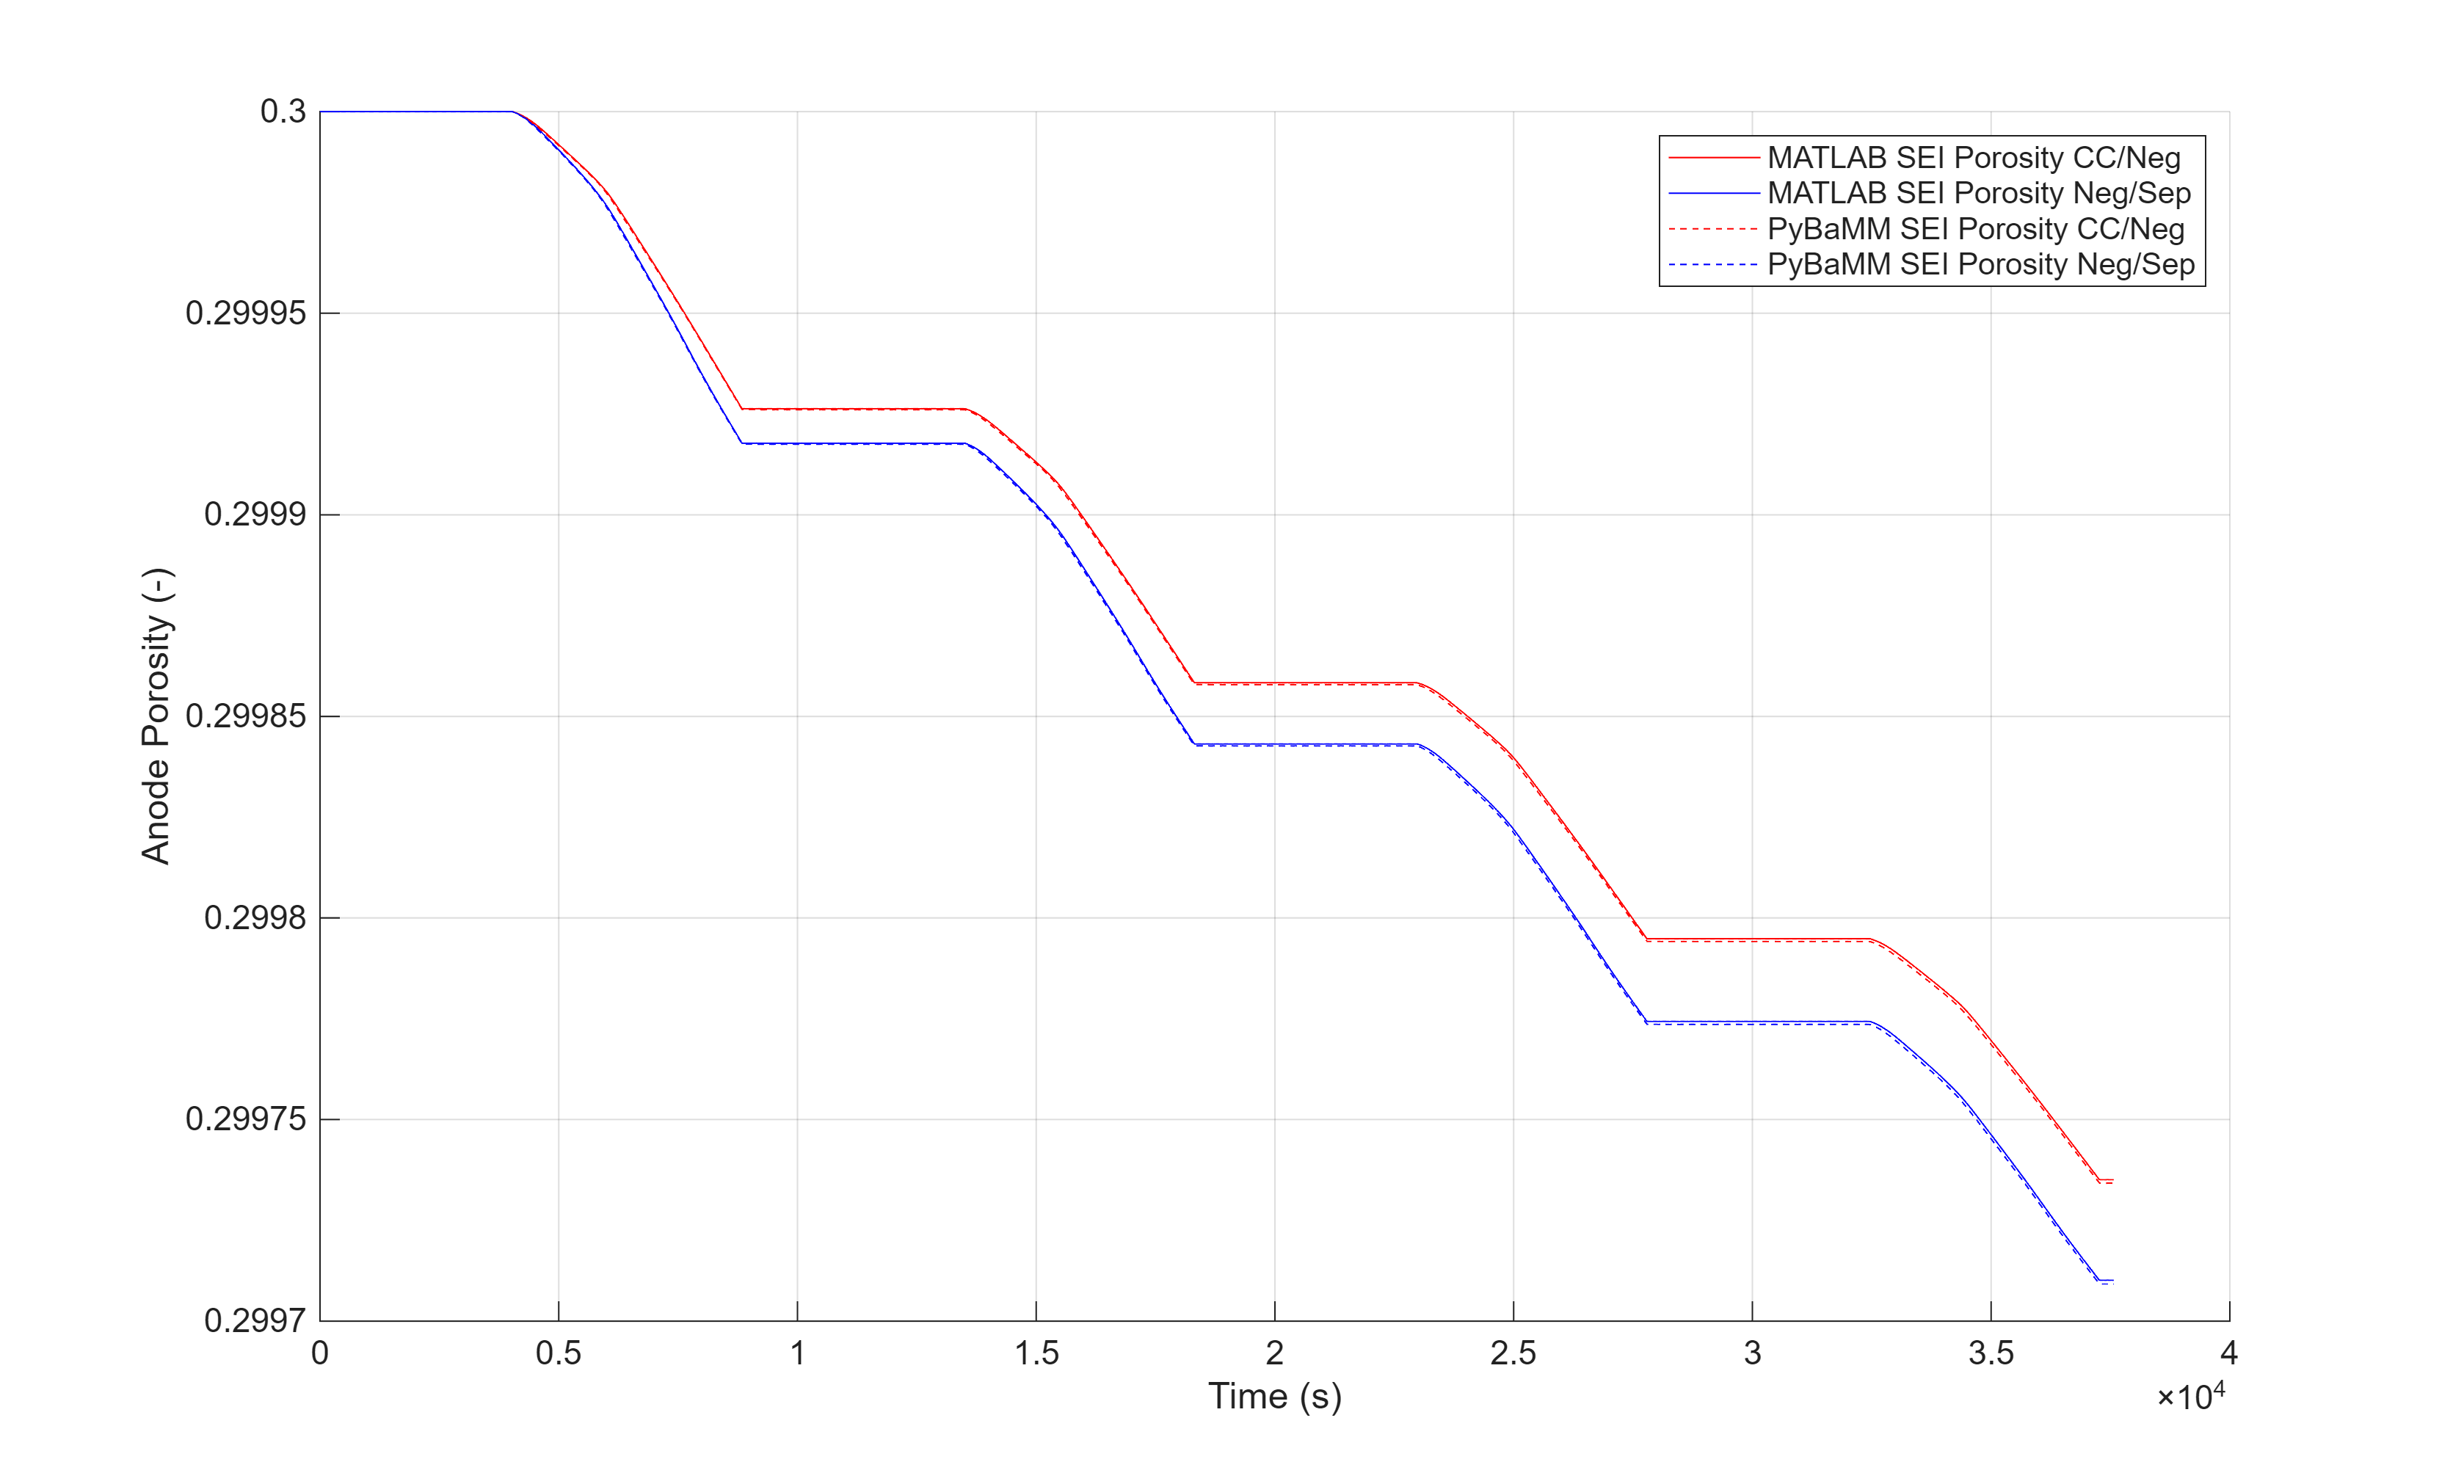 0.3
0.29995
0.2999
0.29985
0.2998
0.29975
0.2997
Anode Porosity (-)
MATLAB SEI Porosity CC/Neg
MATLAB SEI Porosity Neg/Sep
PyBaMM SEI Porosity CC/Neg
PyBaMM SEI Porosity Neg/Sep
0 0.5 1 1.5 2 2.5 3 3.5 4
Time (s)
×10⁴